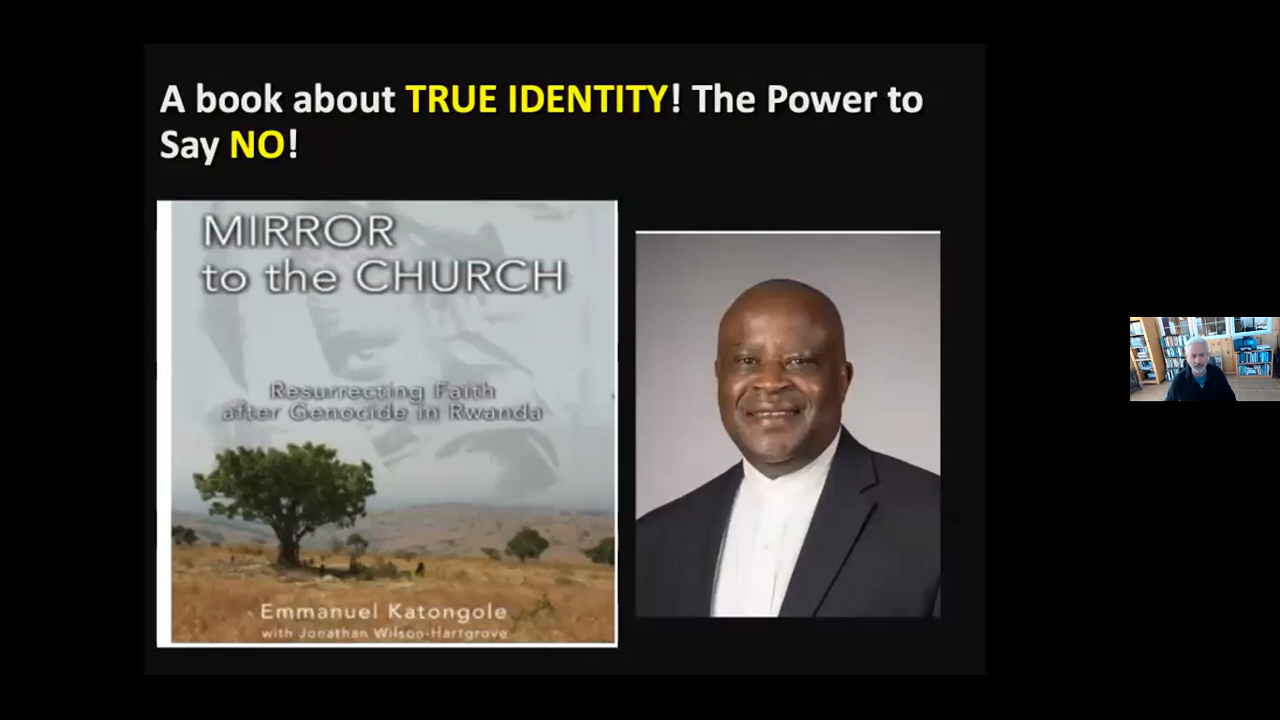 A book about TRUE IDENTITY! The Power to
Say NO!
MIRROR
to the CHURCH
Resurrecting Faith
after Genocide in Rwanda
Emmanuel Katongole
with Jonathan Wilson-Hartgrove